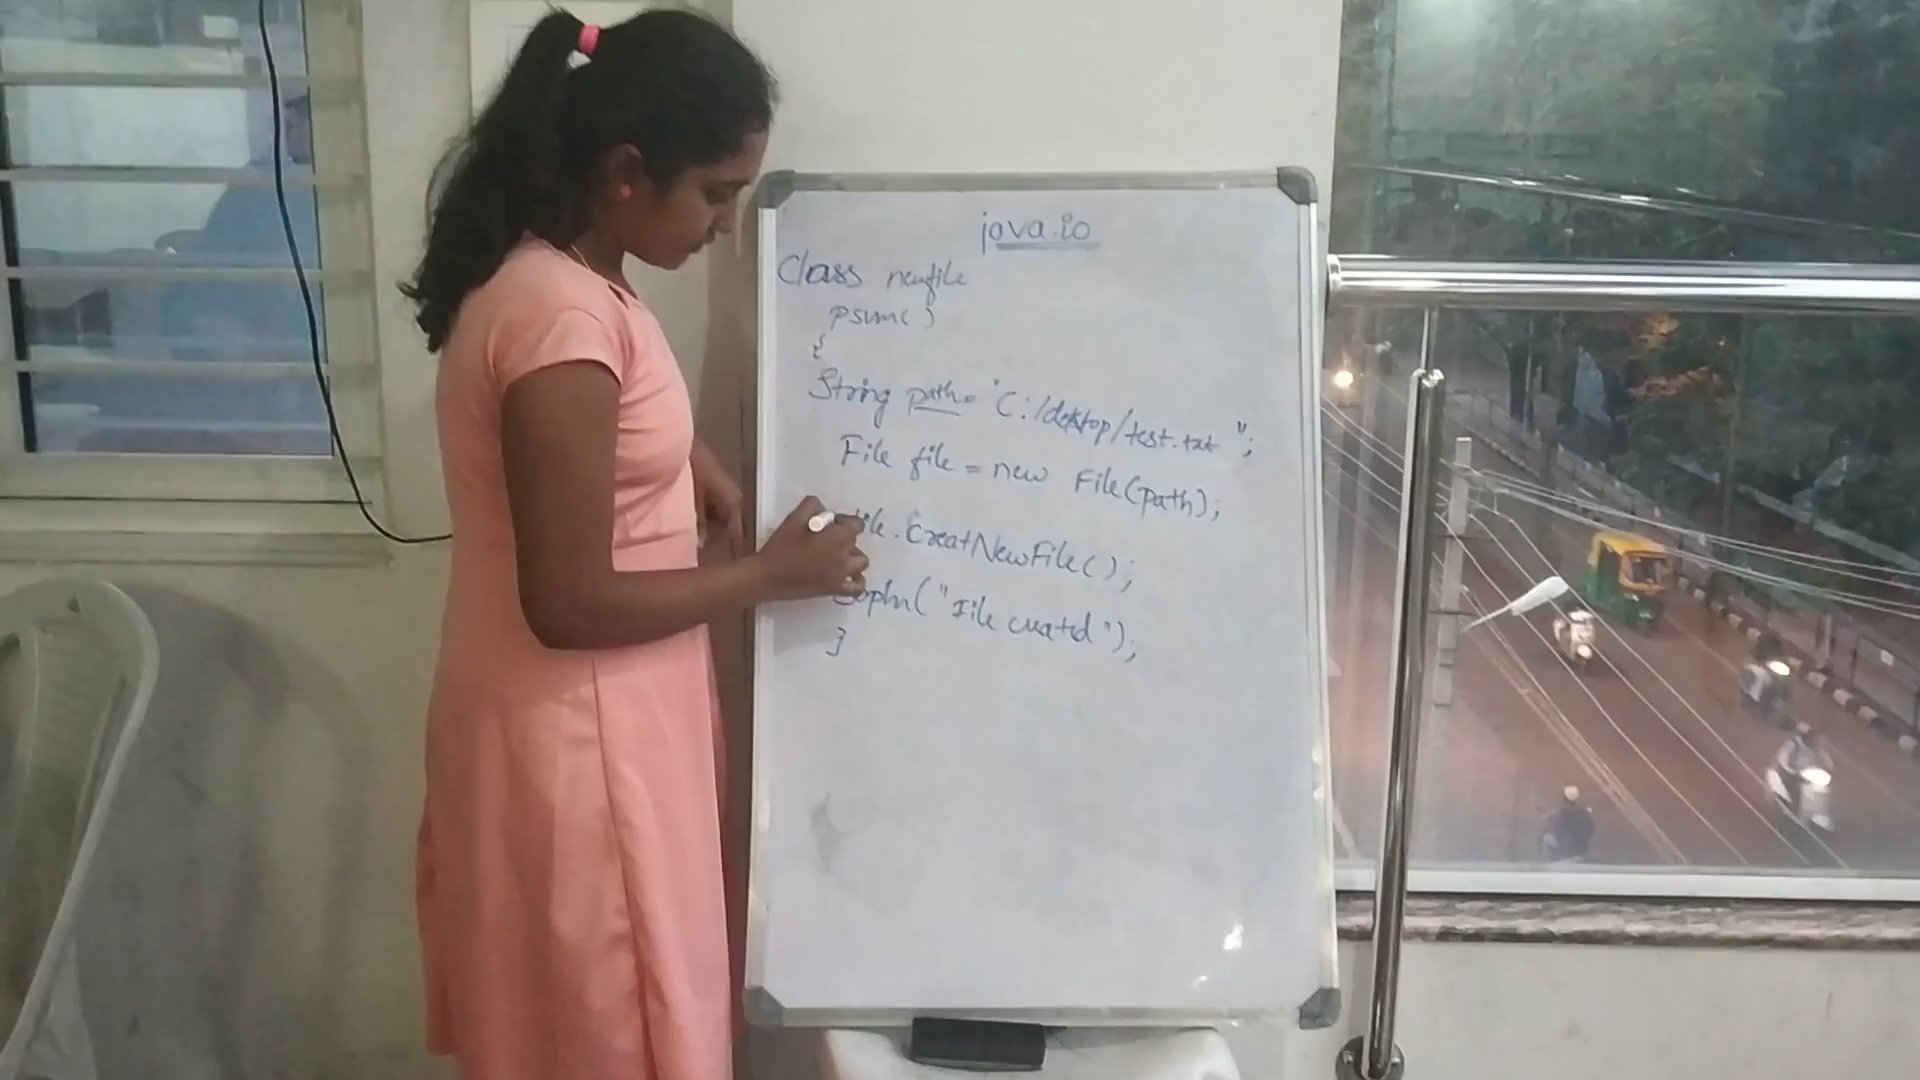 java.io
Class newfile
psvm()
{
String path= "C:/desktop/test.txt";
File file = new File(path);
file.CreatNewFile();
Sopln("File created");
}